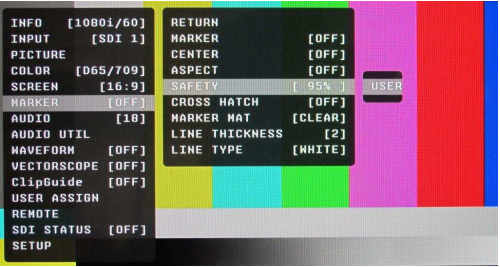 INFO [1080i/60]
INPUT [SDI 1]
PICTURE
COLOR [D65/709]
SCREEN [16:9]
MARKER [OFF]
AUDIO [18]
AUDIO UTIL
WAVEFORM [OFF]
VECTORSCOPE [OFF]
ClipGuide [OFF]
USER ASSIGN
REMOTE
SDI STATUS [OFF]
SETUP
RETURN
MARKER [OFF]
CENTER [OFF]
ASPECT [OFF]
SAFETY [ 95% ]
CROSS HATCH [OFF]
MARKER MAT [CLEAR]
LINE THICKNESS [2]
LINE TYPE [WHITE]
USER